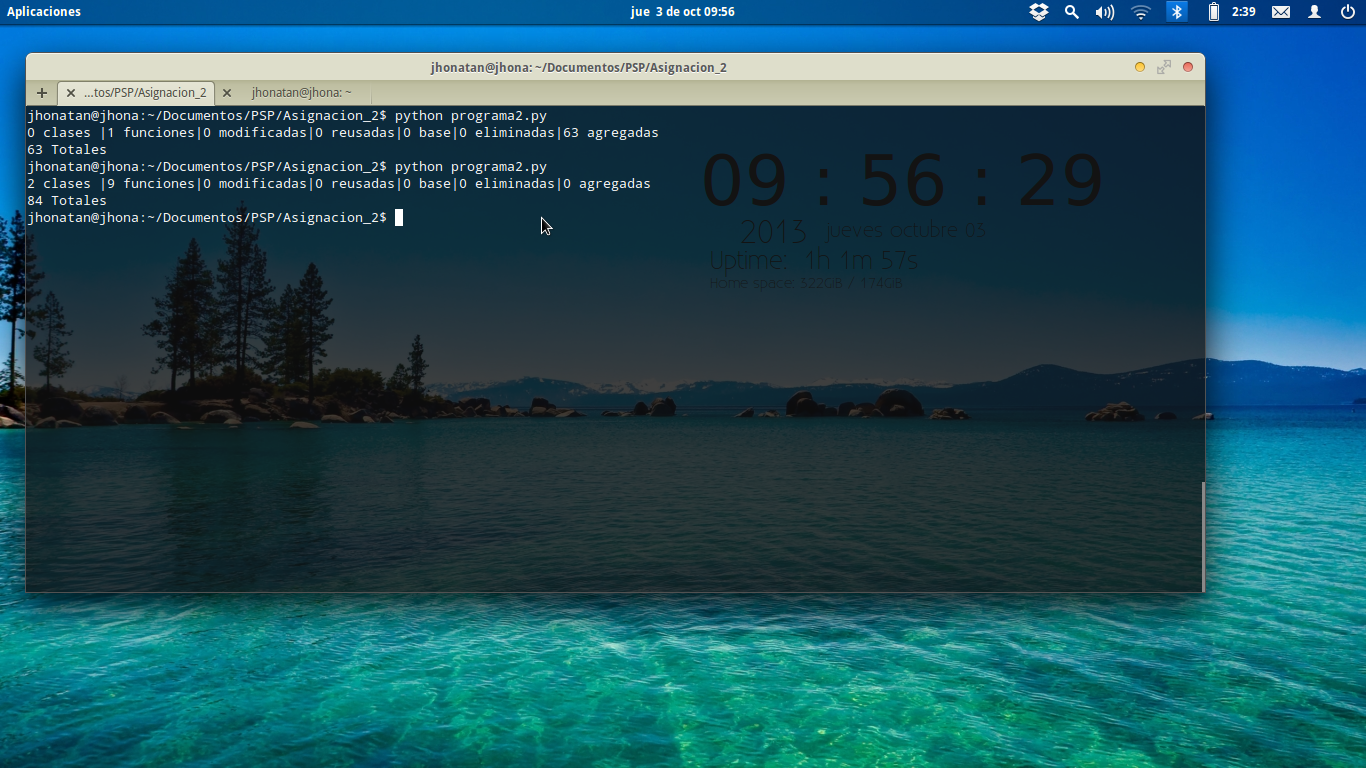 Aplicaciones jue 3 de oct 09:56 2:39
jhonatan@jhona: ~/Documentos/PSP/Asignacion_2
...tos/PSP/Asignacion_2 jhonatan@jhona: ~
jhonatan@jhona:~/Documentos/PSP/Asignacion_2$ python programa2.py
0 clases |1 funciones|0 modificadas|0 reusadas|0 base|0 eliminadas|63 agregadas
63 Totales
jhonatan@jhona:~/Documentos/PSP/Asignacion_2$ python programa2.py
2 clases |9 funciones|0 modificadas|0 reusadas|0 base|0 eliminadas|0 agregadas
84 Totales
jhonatan@jhona:~/Documentos/PSP/Asignacion_2$
09 : 56 : 29
2013 jueves octubre 03
Uptime: 1h 1m 57s
Home space: 522GiB / 174GiB